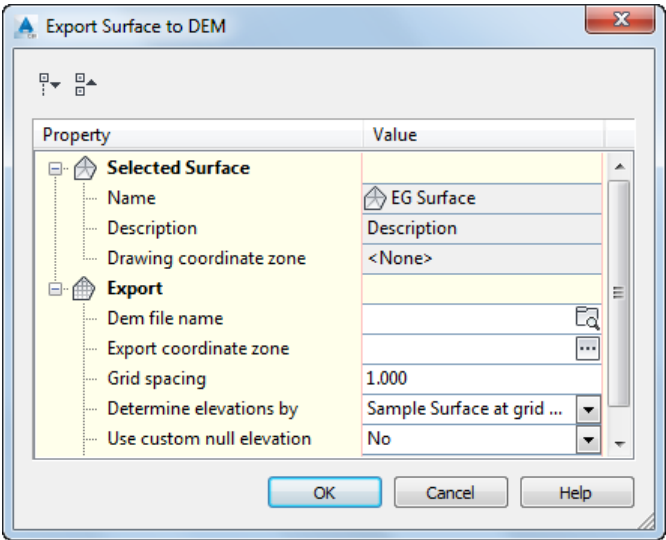 Export Surface to DEM
Property Value
Selected Surface
Name EG Surface
Description Description
Drawing coordinate zone <None>
Export
Dem file name
Export coordinate zone
Grid spacing 1.000
Determine elevations by Sample Surface at grid ...
Use custom null elevation No
OK Cancel Help